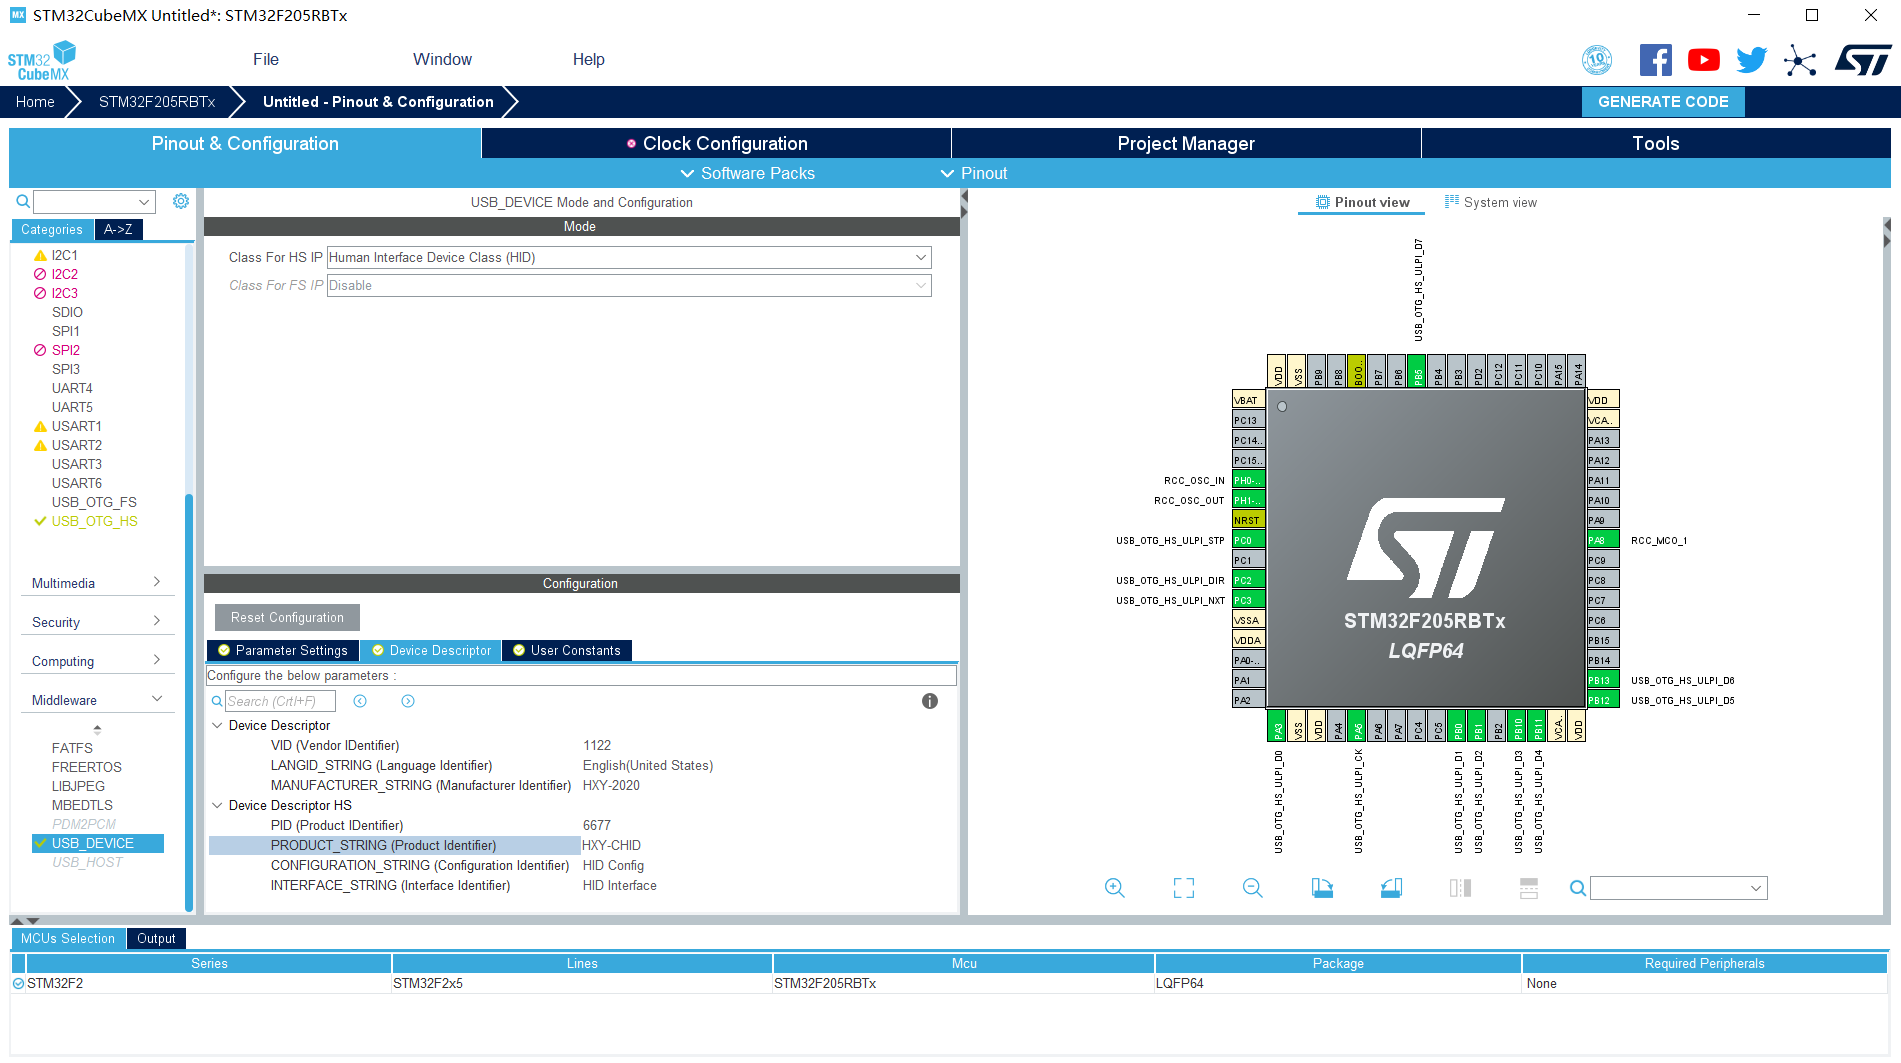 MX STM32CubeMX Untitled*: STM32F205RBTx
STM32 CubeMX
File Window Help
10
Home STM32F205RBTx Untitled - Pinout & Configuration GENERATE CODE
Pinout & Configuration Clock Configuration Project Manager Tools
Software Packs Pinout
Categories A->Z
I2C1
I2C2
I2C3
SDIO
SPI1
SPI2
SPI3
UART4
UART5
USART1
USART2
USART3
USART6
USB_OTG_FS
USB_OTG_HS
Multimedia
Security
Computing
Middleware
FATFS
FREERTOS
LIBJPEG
MBEDTLS
PDM2PCM
USB_DEVICE
USB_HOST
USB_DEVICE Mode and Configuration
Mode
Class For HS IP Human Interface Device Class (HID)
Class For FS IP Disable
Configuration
Reset Configuration
Parameter Settings Device Descriptor User Constants
Configure the below parameters :
Search (Crtl+F)
Device Descriptor
VID (Vendor IDentifier) 1122
LANGID_STRING (Language Identifier) English(United States)
MANUFACTURER_STRING (Manufacturer Identifier) HXY-2020
Device Descriptor HS
PID (Product IDentifier) 6677
PRODUCT_STRING (Product Identifier) HXY-CHID
CONFIGURATION_STRING (Configuration Identifier) HID Config
INTERFACE_STRING (Interface Identifier) HID Interface
Pinout view System view
USB_OTG_HS_ULPI_D7
VDD VSS PB9 PB8 BOO.. PB7 PB6 PB5 PB4 PB3 PD2 PC12 PC11 PC10 PA15 PA14
VBAT
PC13
PC14..
PC15..
RCC_OSC_IN PH0-..
RCC_OSC_OUT PH1-..
NRST
USB_OTG_HS_ULPI_STP PC0
PC1
USB_OTG_HS_ULPI_DIR PC2
USB_OTG_HS_ULPI_NXT PC3
VSSA
VDDA
PA0-..
PA1
PA2
ST
STM32F205RBTx
LQFP64
VDD
VCA..
PA13
PA12
PA11
PA10
PA9
PA8 RCC_MCO_1
PC9
PC8
PC7
PC6
PB15
PB14
PB13 USB_OTG_HS_ULPI_D6
PB12 USB_OTG_HS_ULPI_D5
PA3 VSS VDD PA4 PA5 PA6 PA7 PC4 PC5 PB0 PB1 PB2 PB10 PB11 VCA.. VDD
USB_OTG_HS_ULPI_D0
USB_OTG_HS_ULPI_CK
USB_OTG_HS_ULPI_D1
USB_OTG_HS_ULPI_D2
USB_OTG_HS_ULPI_D3
USB_OTG_HS_ULPI_D4
MCUs Selection Output
Series Lines Mcu Package Required Peripherals
STM32F2 STM32F2x5 STM32F205RBTx LQFP64 None